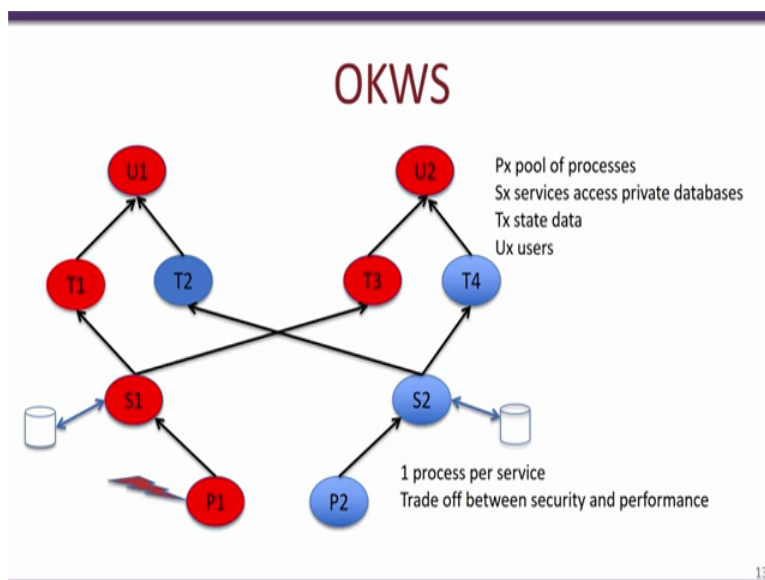 OKWS
U1
U2
Px pool of processes
Sx services access private databases
Tx state data
Ux users
T1
T2
T3
T4
S1
S2
1 process per service
Trade off between security and performance
P1
P2